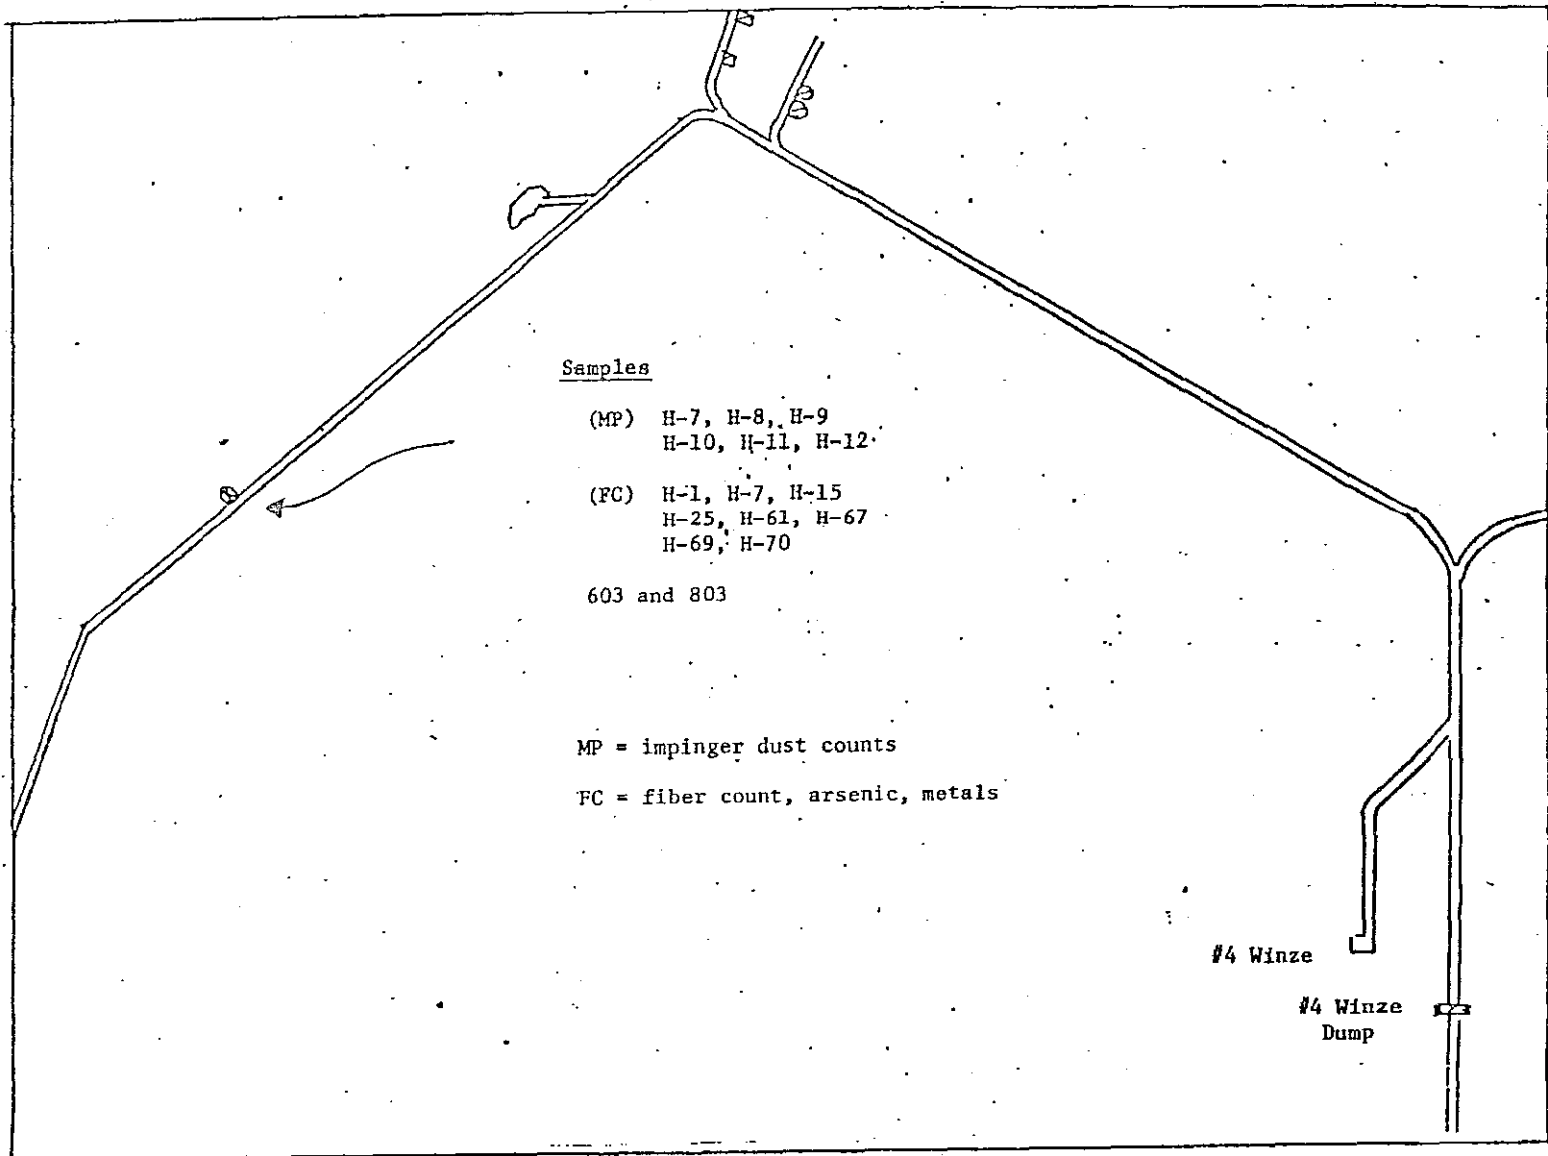 Samples
(MP) H-7, H-8, H-9
H-10, H-11, H-12
(FC) H-1, H-7, H-15
H-25, H-61, H-67
H-69, H-70
603 and 803
MP = impinger dust counts
FC = fiber count, arsenic, metals
#4 Winze
#4 Winze
Dump